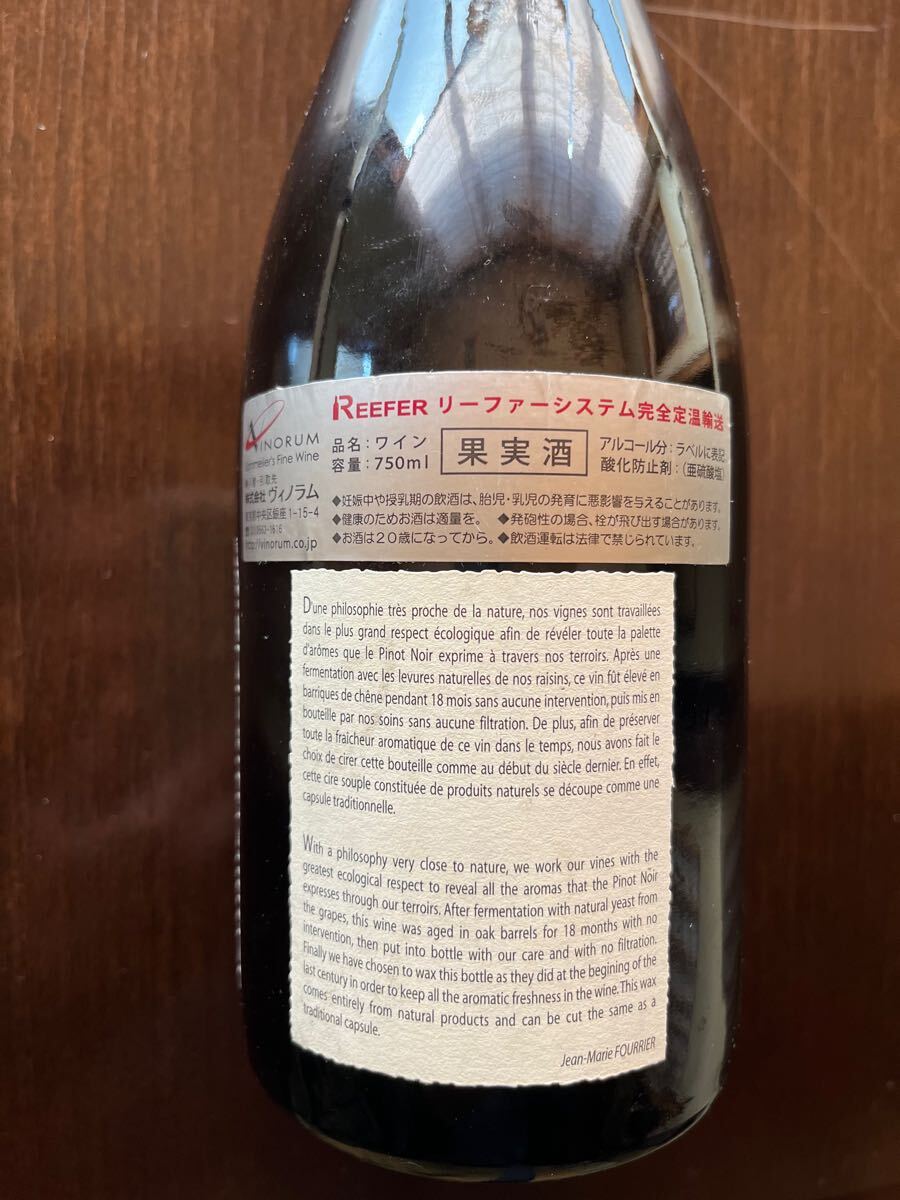 REEFER リーファーシステム完全定温輸送
VINORUM
Sommelier's Fine Wine
品名：ワイン
容量：750ml
果実酒
アルコール分：ラベルに表記
酸化防止剤：(亜硫酸塩)
引取先
株式会社 ヴィノラム
東京都中央区銀座1-15-4
http://vinorum.co.jp
◆妊娠中や授乳期の飲酒は、胎児・乳児の発育に悪影響を与えることがあります。
◆健康のためお酒は適量を。 ◆発砲性の場合、栓が飛び出す場合があります。
◆お酒は20歳になってから。◆飲酒運転は法律で禁じられています。
Dune philosophie très proche de la nature, nos vignes sont travaillées
dans le plus grand respect écologique afin de révéler toute la palette
d'arômes que le Pinot Noir exprime à travers nos terroirs. Après une
fermentation avec les levures naturelles de nos raisins, ce vin fût élevé en
barriques de chêne pendant 18 mois sans aucune intervention, puis mis en
bouteille par nos soins sans aucune filtration. De plus, afin de préserver
toute la fraîcheur aromatique de ce vin dans le temps, nous avons fait le
choix de cirer cette bouteille comme au début du siècle dernier. En effet,
cette cire souple constituée de produits naturels se découpe comme une
capsule traditionnelle.
With a philosophy very close to nature, we work our vines with the
greatest ecological respect to reveal all the aromas that the Pinot Noir
expresses through our terroirs. After fermentation with natural yeast from
the grapes, this wine was aged in oak barrels for 18 months with no
intervention, then put into bottle with our care and with no filtration.
Finally we have chosen to wax this bottle as they did at the begining of the
last century in order to keep all the aromatic freshness in the wine. This wax
comes entirely from natural products and can be cut the same as a
traditional capsule.
Jean-Marie FOURRIER